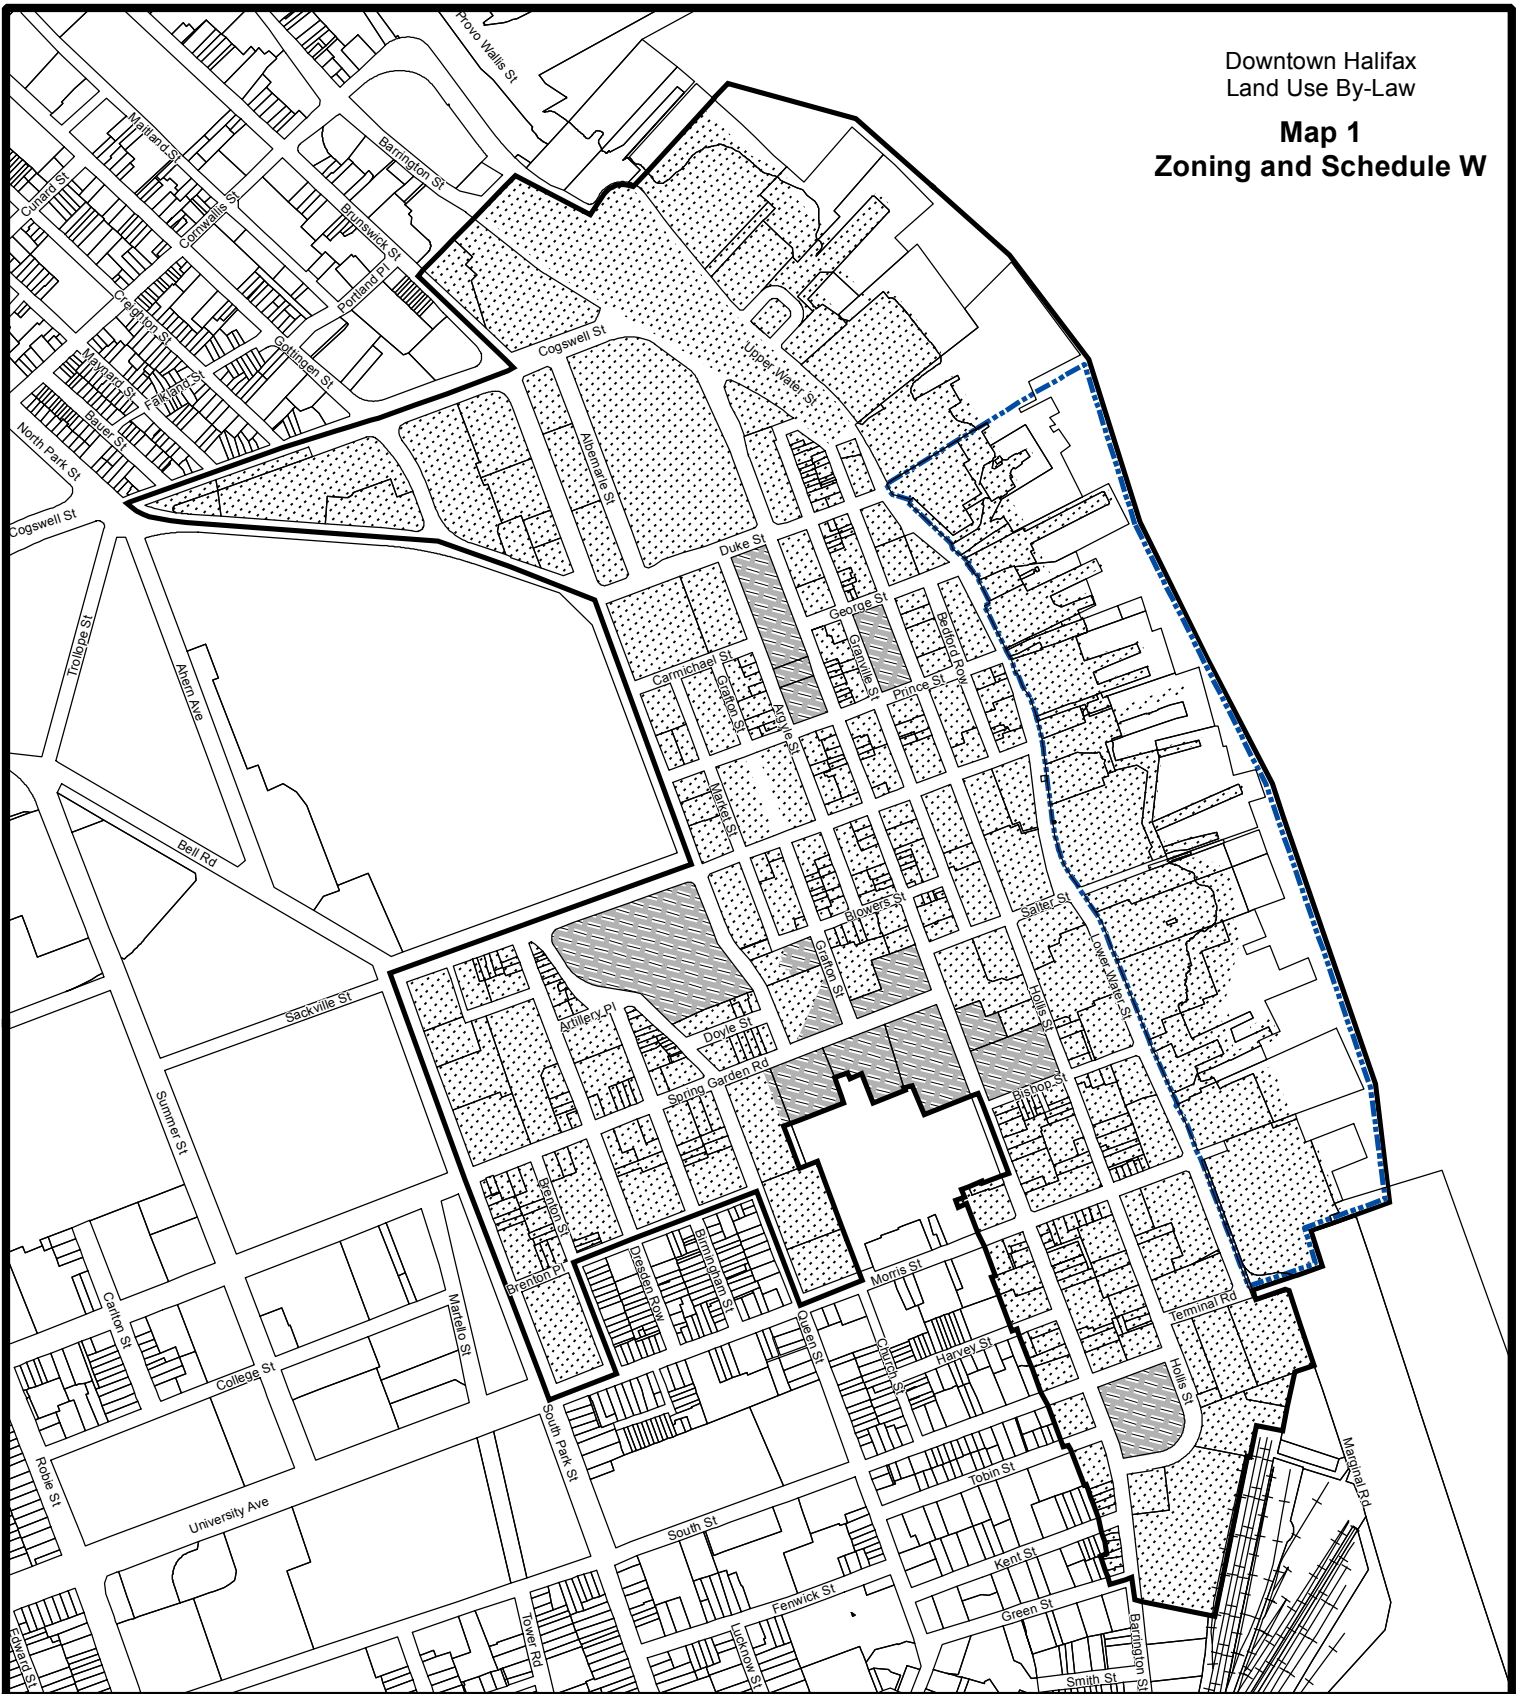 Downtown Halifax
Land Use By-Law
Map 1
Zoning and Schedule W
Provo Wallis St
Maitland St
Barrington St
Cunard St
Cornwallis St
Brunswick St
Portland Pl
Creighton St
Gottingen St
Cogswell St
Upper Water St
Maynard St
Falkland St
Bauer St
North Park St
Albemarle St
Cogswell St
Duke St
George St
Trollope St
Ahern Ave
Bedford Row
Granville S
Carmichael St
Grafton St
Prince St
Argyle St
Market St
Bell Rd
Blowers St
Salter St
Lower Water St
Grafton St
Hollis St
Sackville St
Artillery Pl
Doyle St
Spring Garden Rd
Bishop St
Summer St
Brenton St
Birmingham St
Dresden Row
Brenton Pl
Morris St
Terminal Rd
Carlton St
Martello St
Queen St
Church St
Harvey St
Hollis St
College St
South Park St
Marginal Rd
Robie St
Tobin St
University Ave
South St
Kent St
Fenwick St
Green St
Tower Rd
Lucknow St
Barrington St
Edward St
Smith St